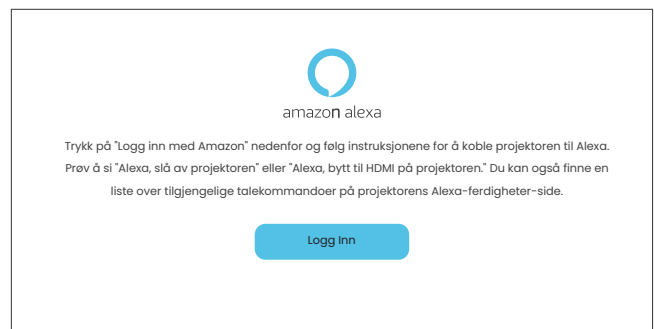 amazon alexa
Trykk på "Logg inn med Amazon" nedenfor og følg instruksjonene for å koble projektoren til Alexa.
Prøv å si "Alexa, slå av projektoren" eller "Alexa, bytt til HDMI på projektoren." Du kan også finne en
liste over tilgjengelige talekommandoer på projektorens Alexa-ferdigheter-side.
Logg Inn